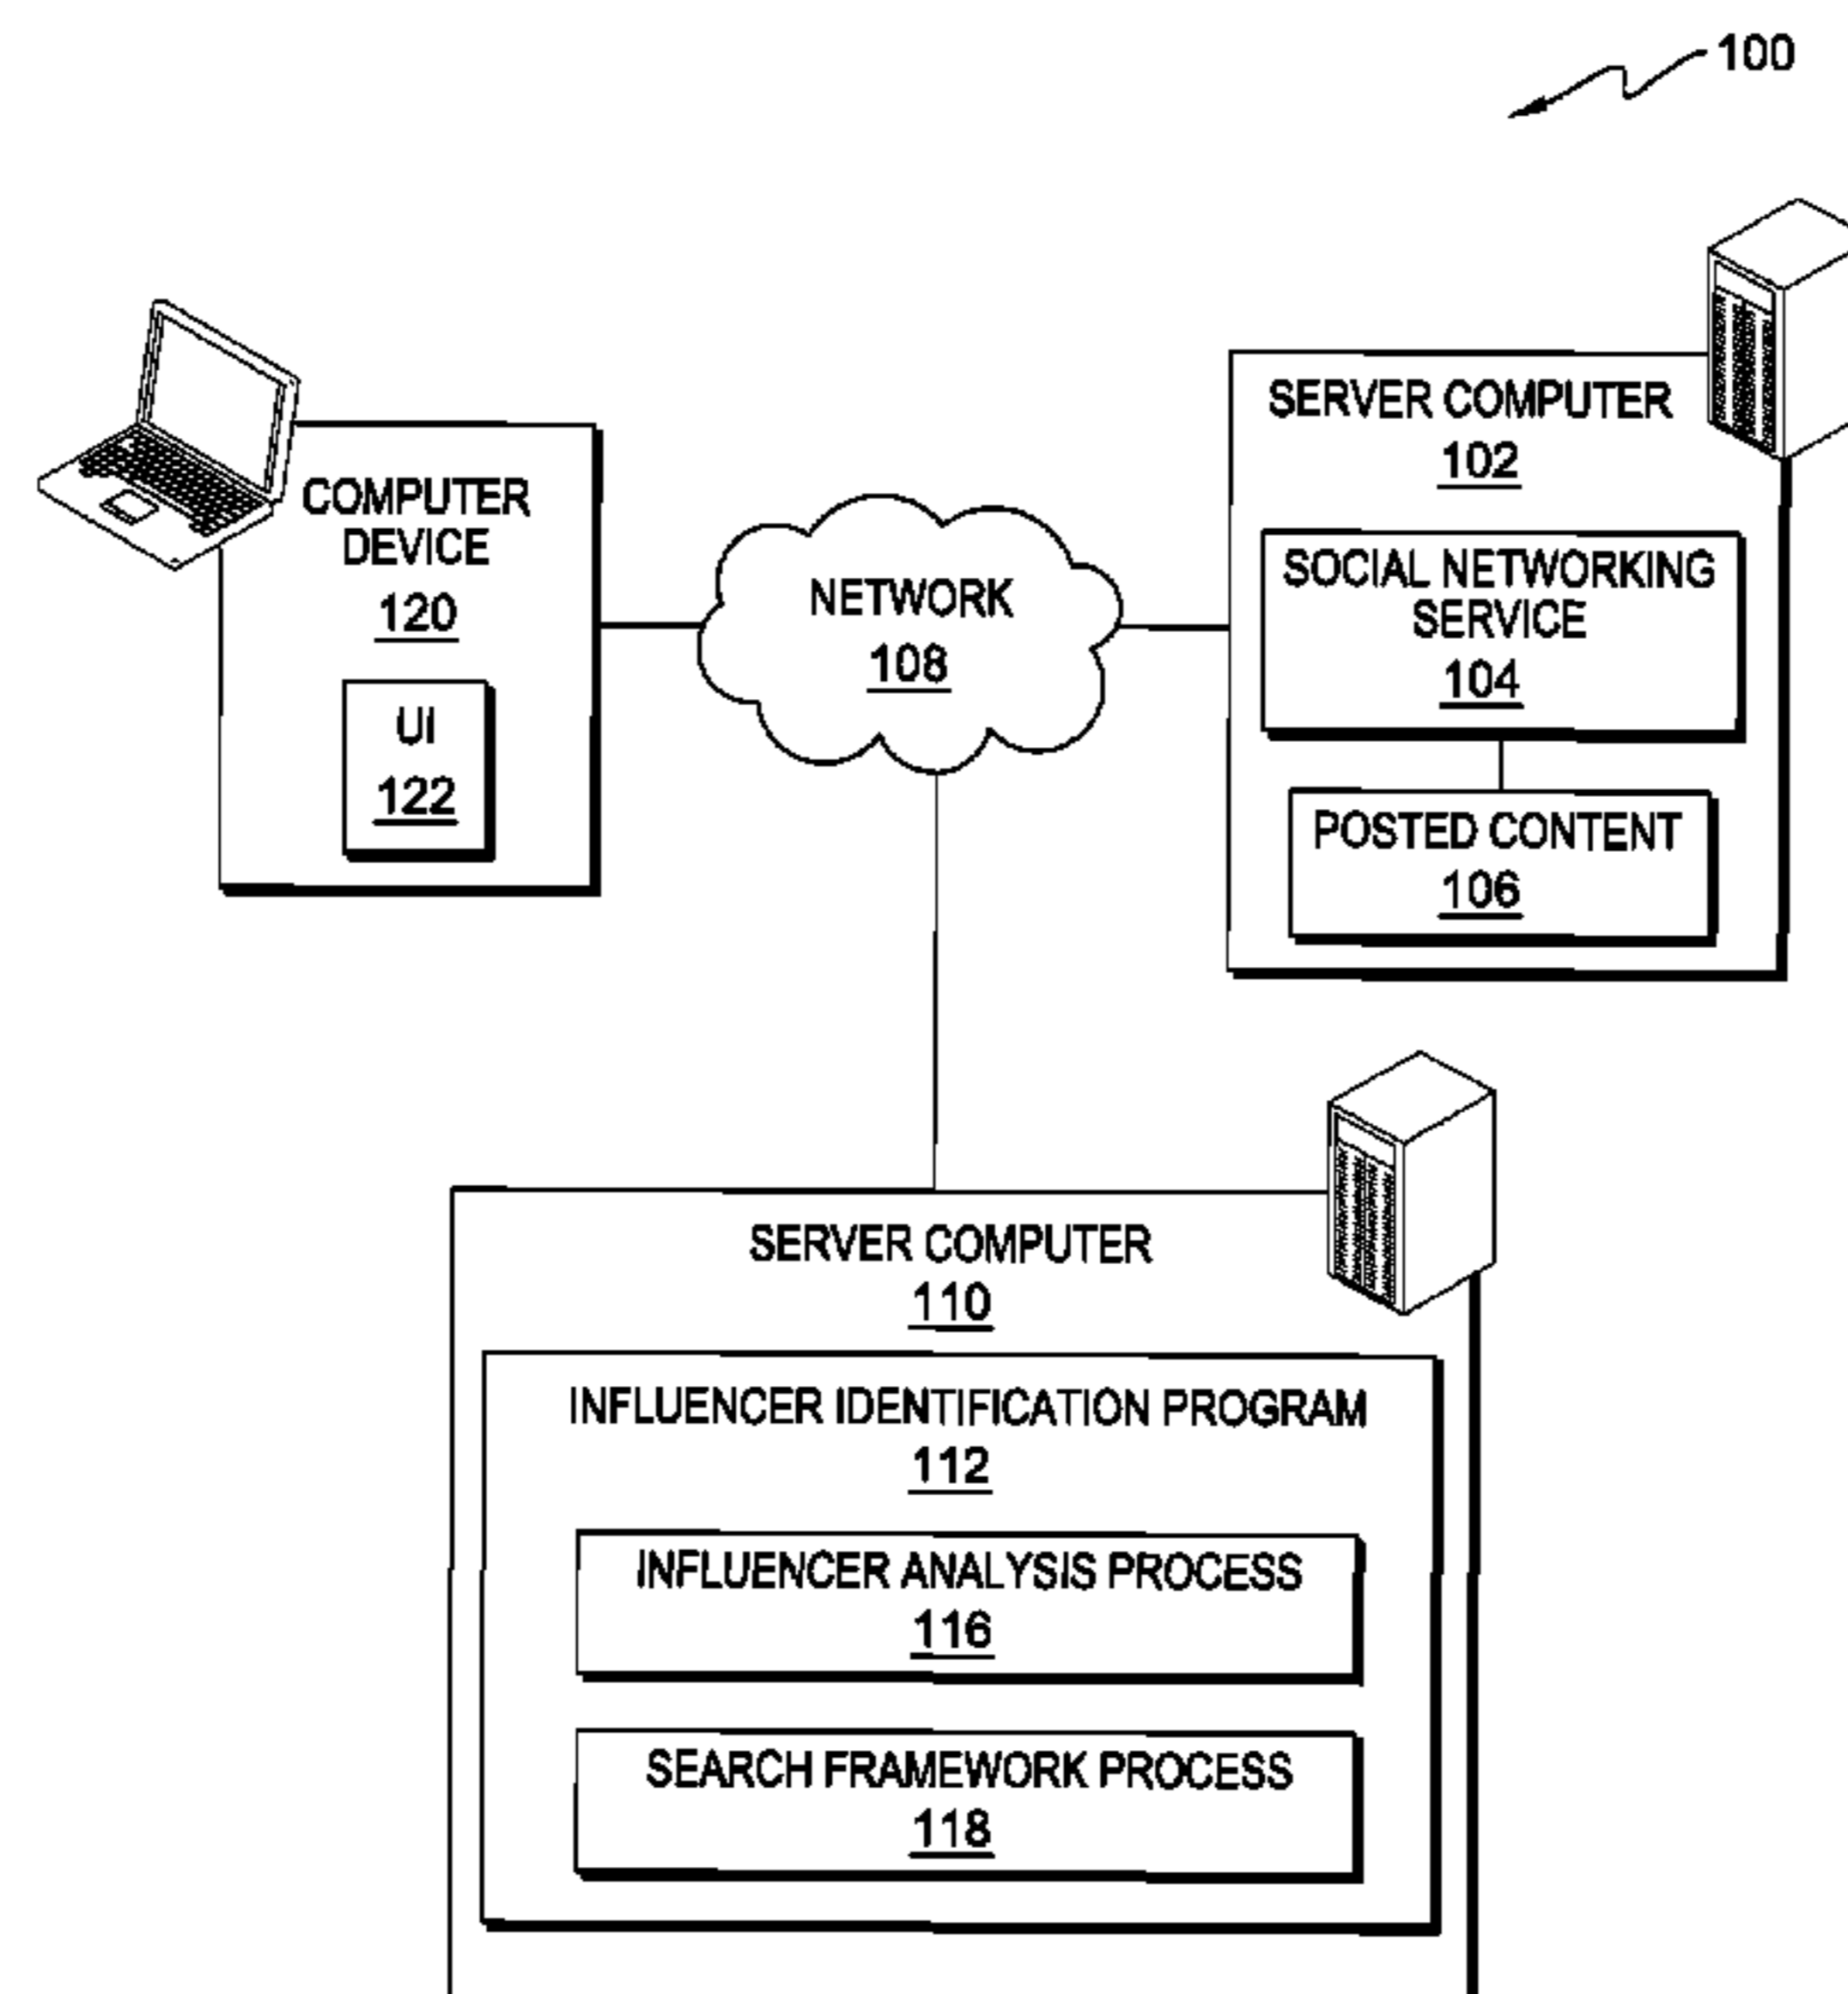 100
SERVER COMPUTER
102
SOCIAL NETWORKING
SERVICE
104
POSTED CONTENT
106
COMPUTER
DEVICE
120
UI
122
NETWORK
108
SERVER COMPUTER
110
INFLUENCER IDENTIFICATION PROGRAM
112
INFLUENCER ANALYSIS PROCESS
116
SEARCH FRAMEWORK PROCESS
118